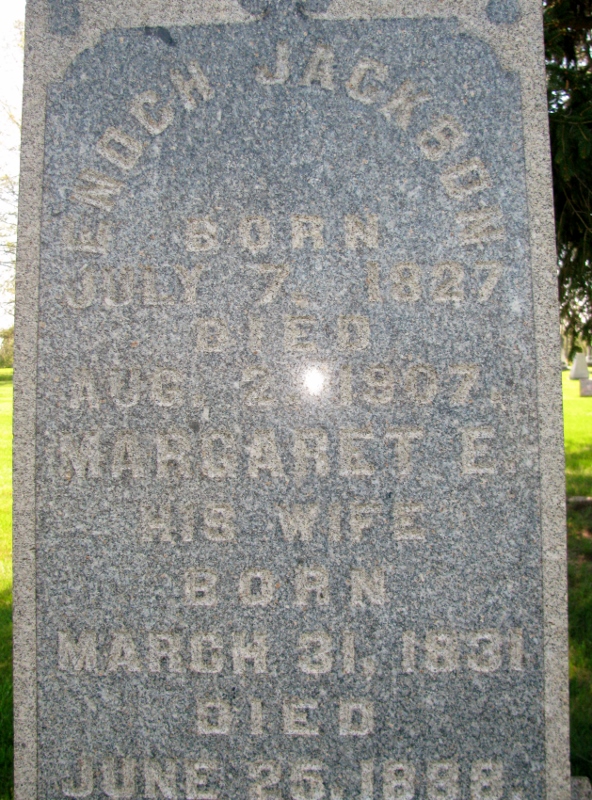 ENOCH JACKSON
BORN
JULY 7, 1827
DIED
AUG. 1907.
MARGARET E.
HIS WIFE
BORN
MARCH 31, 1831
DIED
JUNE 25, 1898.